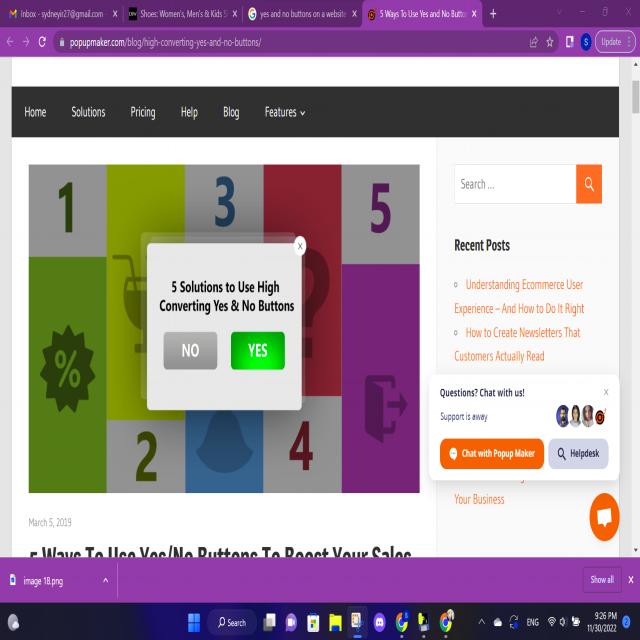 Inbox - sydneyir27@gmail.com
Shoes: Women's, Men's & Kids S
yes and no buttons on a website
5 Ways To Use Yes and No Butto
popupmaker.com/blog/high-converting-yes-and-no-buttons/
S
Update
Home
Solutions
Pricing
Help
Blog
Features
1
3
5
2
4
%
?
X
5 Solutions to Use High
Converting Yes & No Buttons
NO
YES
Search ...
Recent Posts
Understanding Ecommerce User
Experience – And How to Do It Right
How to Create Newsletters That
Customers Actually Read
Questions? Chat with us!
Support is away
Chat with Popup Maker
Helpdesk
Your Business
March 5, 2019
5 Ways To Use Yes/No Buttons To Boost Your Sales
image 18.png
Show all
Search
ENG
9:26 PM
11/30/2022